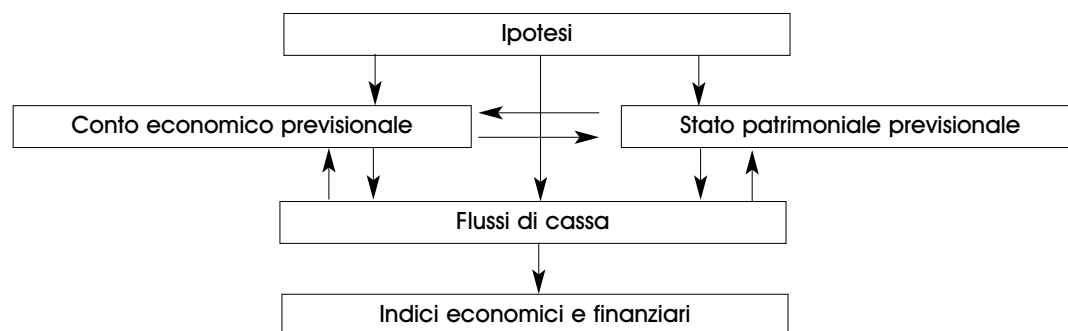 Ipotesi
Conto economico previsionale
Stato patrimoniale previsionale
Flussi di cassa
Indici economici e finanziari